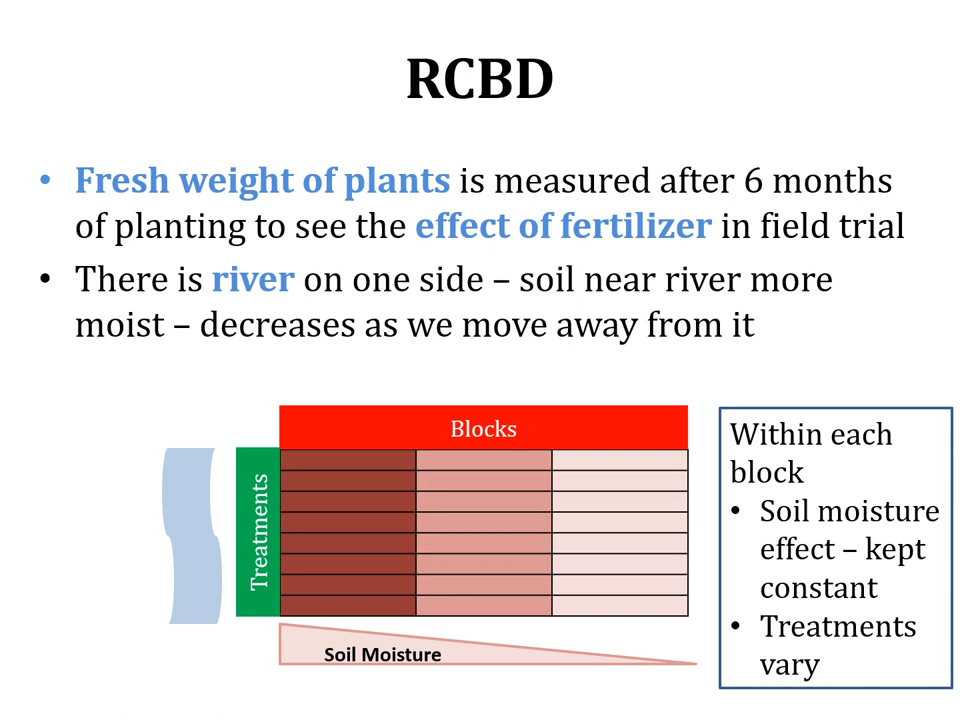 RCBD
• Fresh weight of plants is measured after 6 months
of planting to see the effect of fertilizer in field trial
• There is river on one side – soil near river more
moist – decreases as we move away from it
Blocks
Treatments
Soil Moisture
Within each
block
• Soil moisture
effect – kept
constant
• Treatments
vary